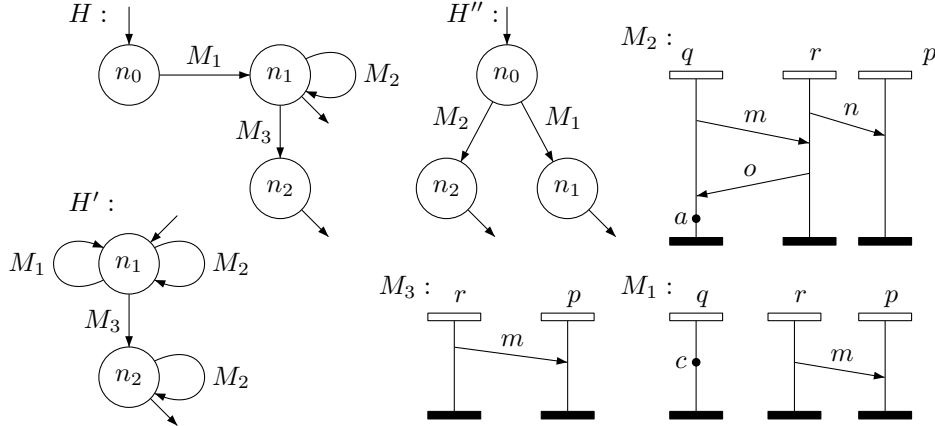 H :
n0
M1
n1
M2
M3
n2
H′′ :
n0
M2
M1
n2
n1
M2 :
q
r
p
m
n
o
a
H′ :
M1
n1
M2
M3
n2
M2
M3 :
r
p
m
M1 :
q
r
p
c
m